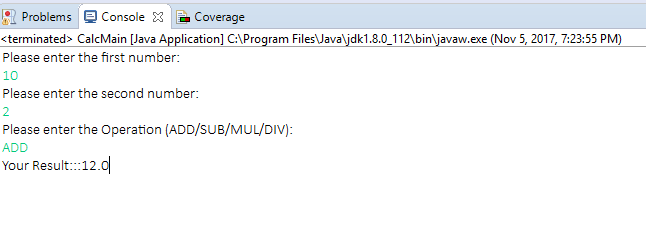 Problems Console Coverage
<terminated> CalcMain [Java Application] C:\Program Files\Java\jdk1.8.0_112\bin\javaw.exe (Nov 5, 2017, 7:23:55 PM)
Please enter the first number:
10
Please enter the second number:
2
Please enter the Operation (ADD/SUB/MUL/DIV):
ADD
Your Result:::12.0